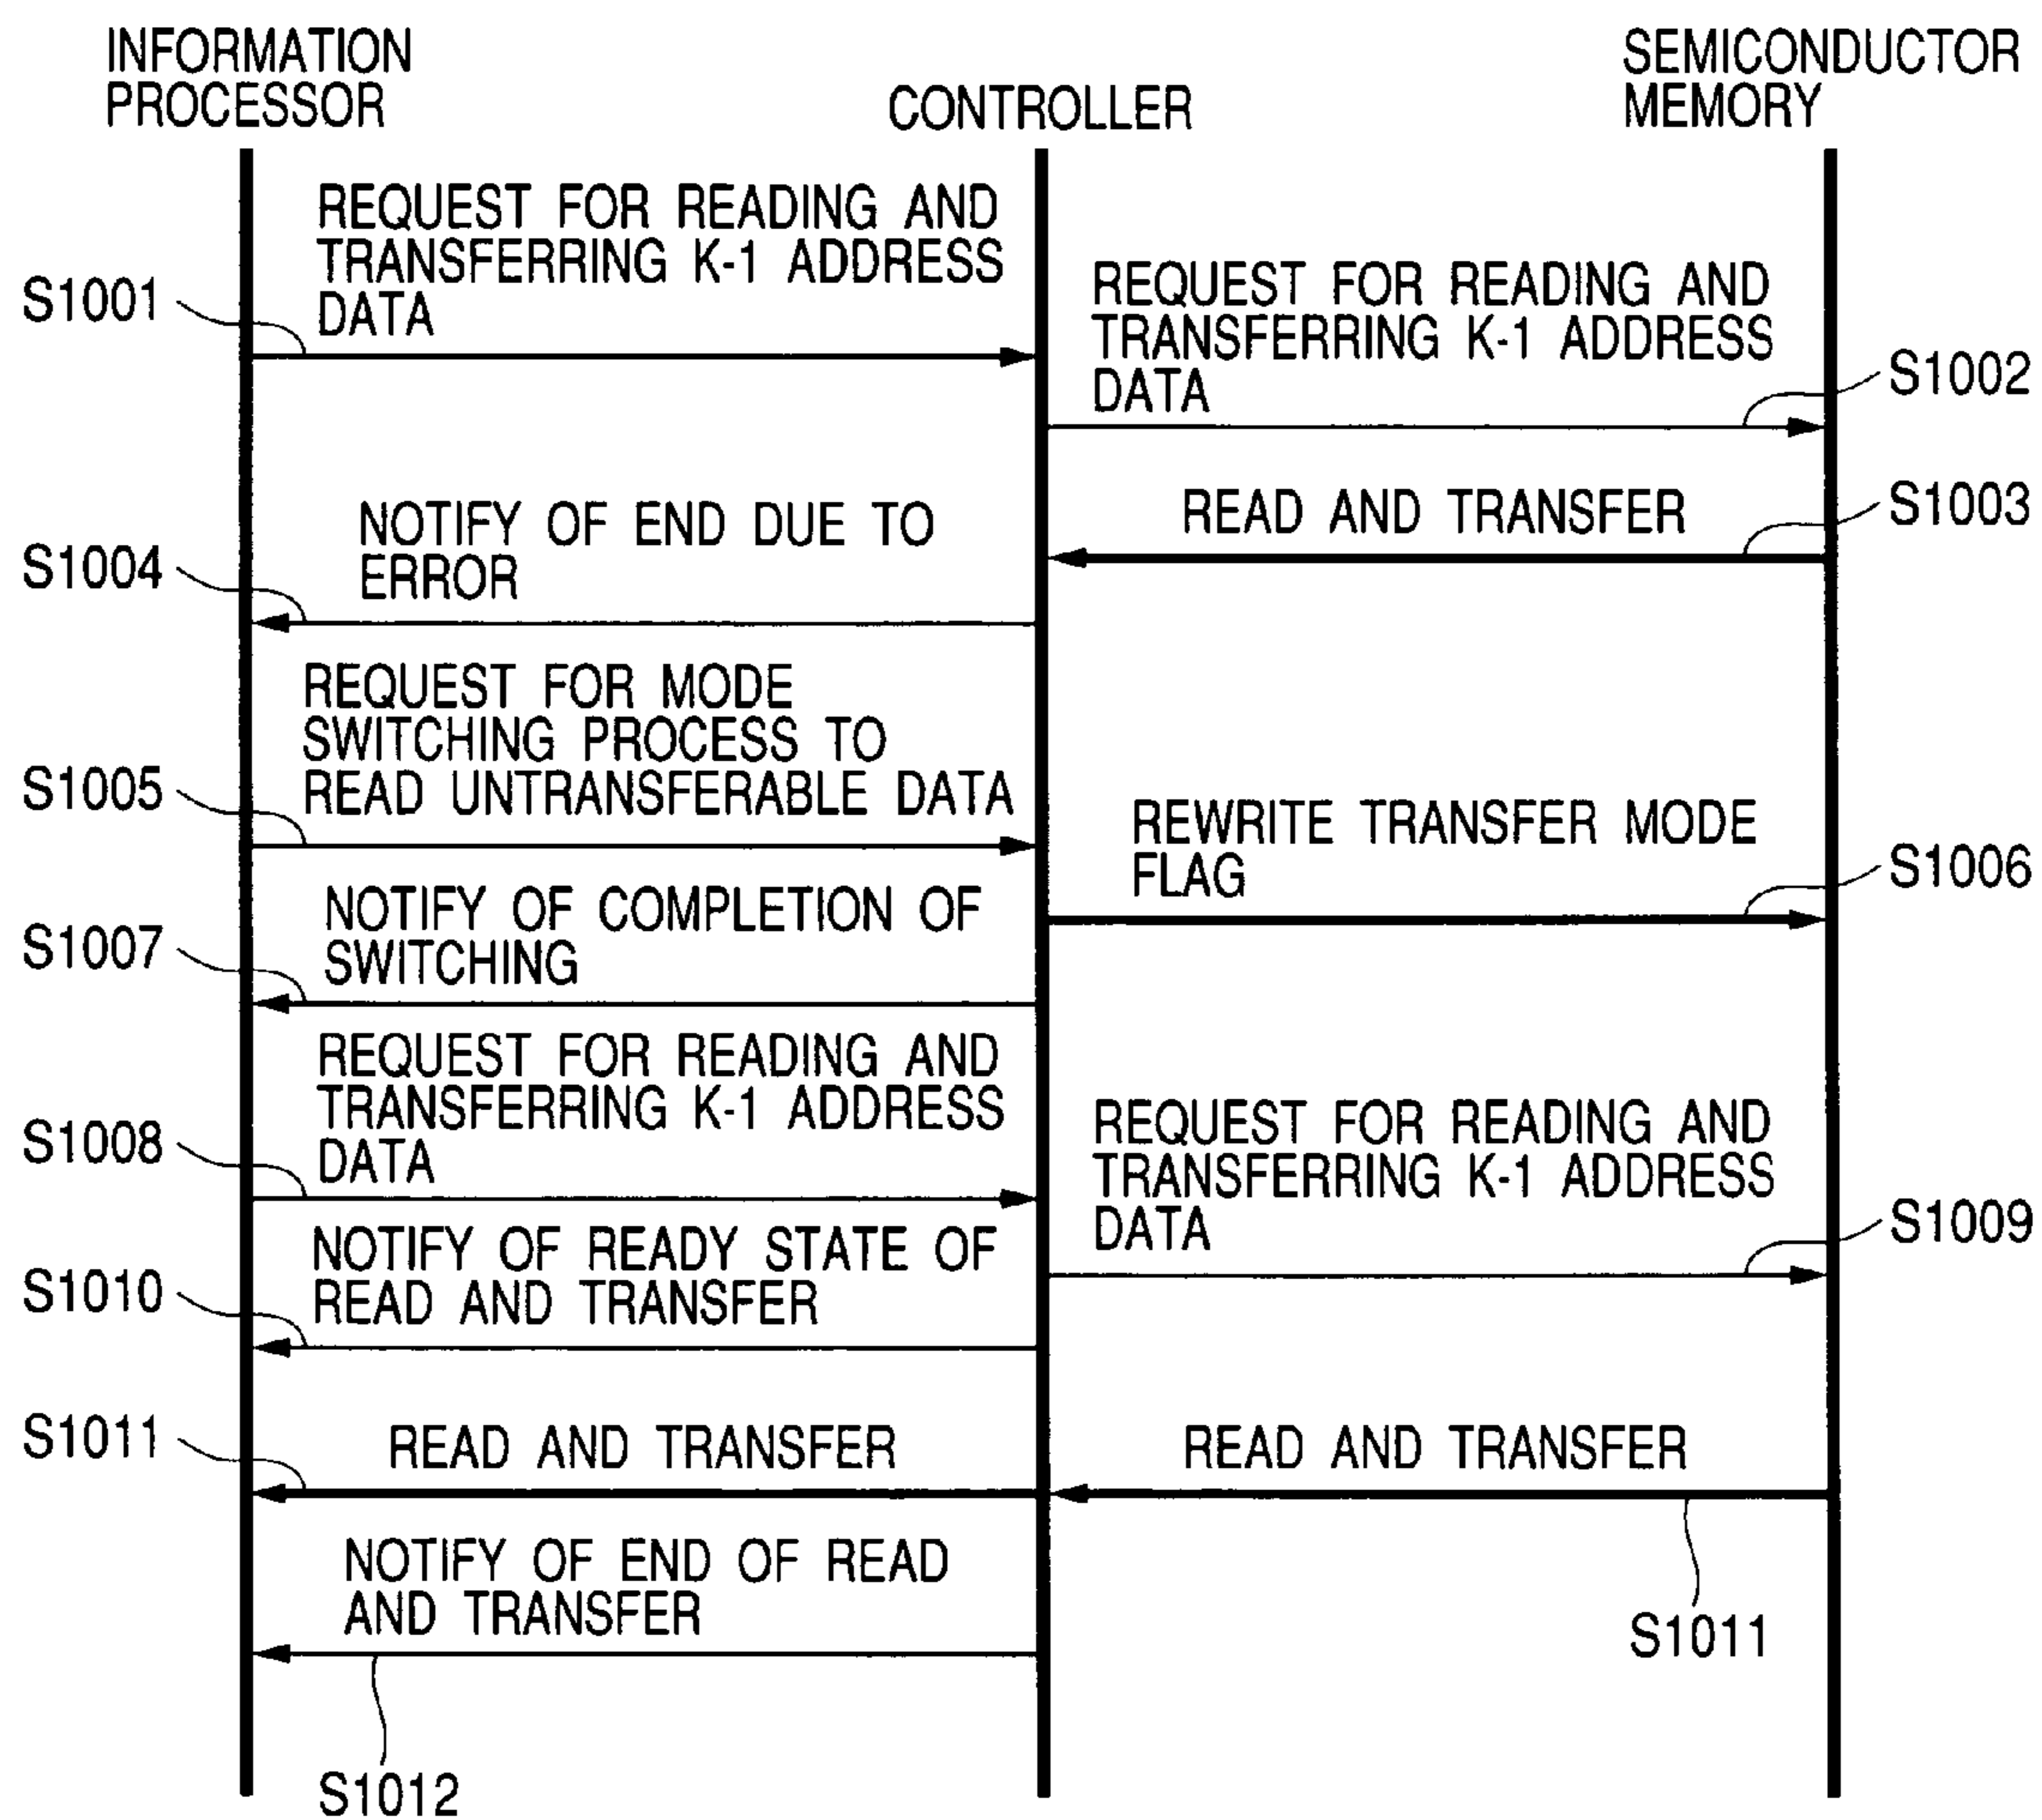 INFORMATION
PROCESSOR
CONTROLLER
SEMICONDUCTOR
MEMORY
REQUEST FOR READING AND
TRANSFERRING K-1 ADDRESS
DATA
S1001
REQUEST FOR READING AND
TRANSFERRING K-1 ADDRESS
DATA
S1002
READ AND TRANSFER
S1003
NOTIFY OF END DUE TO
ERROR
S1004
REQUEST FOR MODE
SWITCHING PROCESS TO
READ UNTRANSFERABLE DATA
S1005
REWRITE TRANSFER MODE
FLAG
S1006
NOTIFY OF COMPLETION OF
SWITCHING
S1007
REQUEST FOR READING AND
TRANSFERRING K-1 ADDRESS
DATA
S1008
REQUEST FOR READING AND
TRANSFERRING K-1 ADDRESS
DATA
S1009
NOTIFY OF READY STATE OF
READ AND TRANSFER
S1010
READ AND TRANSFER
S1011
READ AND TRANSFER
S1011
NOTIFY OF END OF READ
AND TRANSFER
S1012